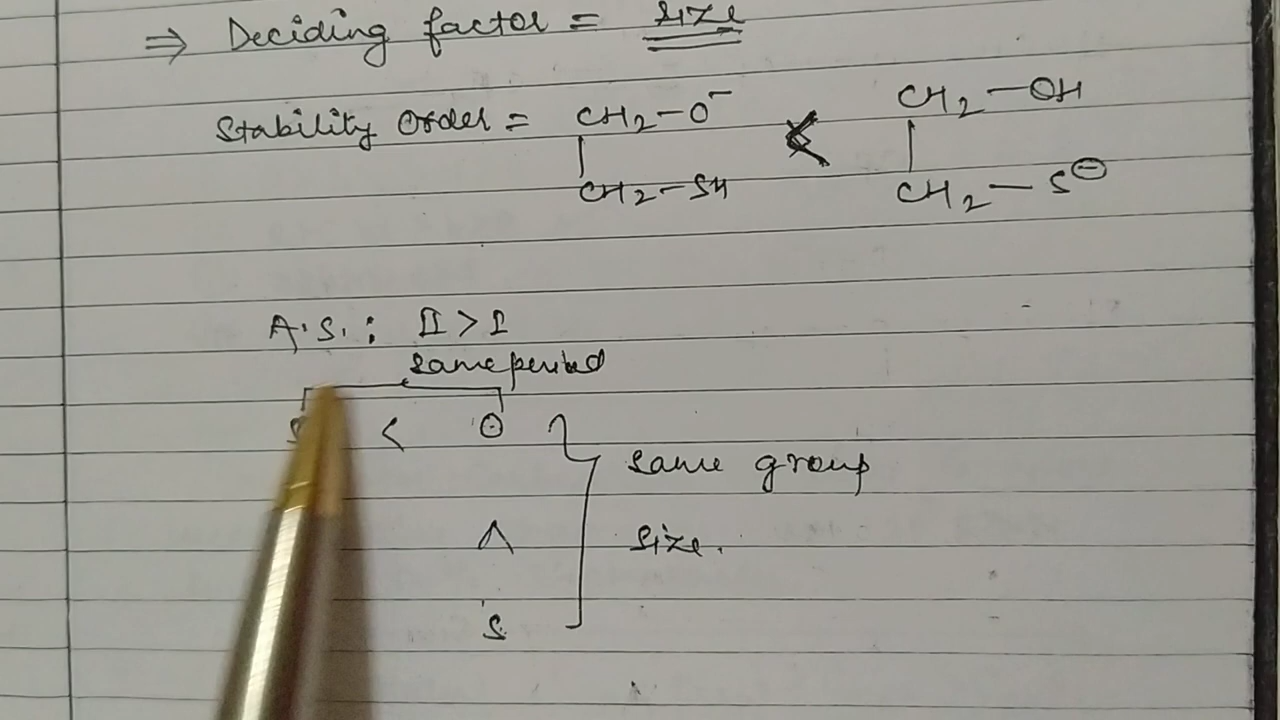 ⇒ Deciding factor = size
Stability Order = CH2-O⁻ < CH2-OH
CH2-SH CH2-S⊖
A.S. : II > I
same period
< O
same group
∧ size.
S